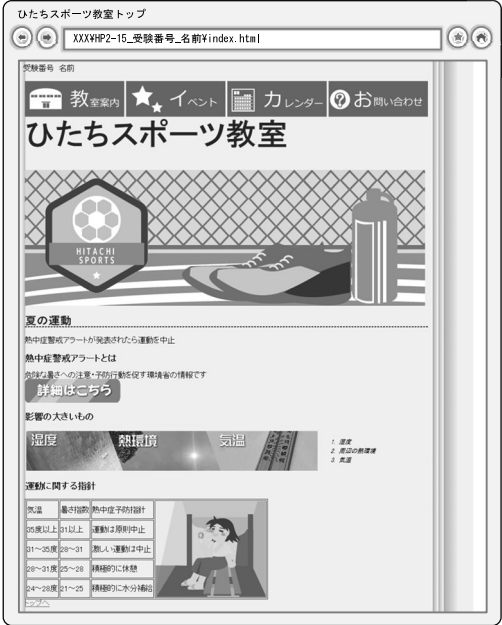 ひたちスポーツ教室トップ
XXX¥HP2-15_受験番号_名前¥index.html
受験番号 名前
教室案内 イベント カレンダー お問い合わせ
ひたちスポーツ教室
HITACHI
SPORTS
夏の運動
熱中症警戒アラートが発表されたら運動を中止
熱中症警戒アラートとは
危険な暑さへの注意・予防行動を促す環境省の情報です
詳細はこちら
影響の大きいもの
湿度 熱環境 気温
1. 湿度
2. 周辺の熱環境
3. 気温
運動に関する指針
気温 暑さ指数 熱中症予防指針
35度以上 31以上 運動は原則中止
31～35度 28～31 激しい運動は中止
28～31度 25～28 積極的に休憩
24～28度 21～25 積極的に水分補給
トップへ